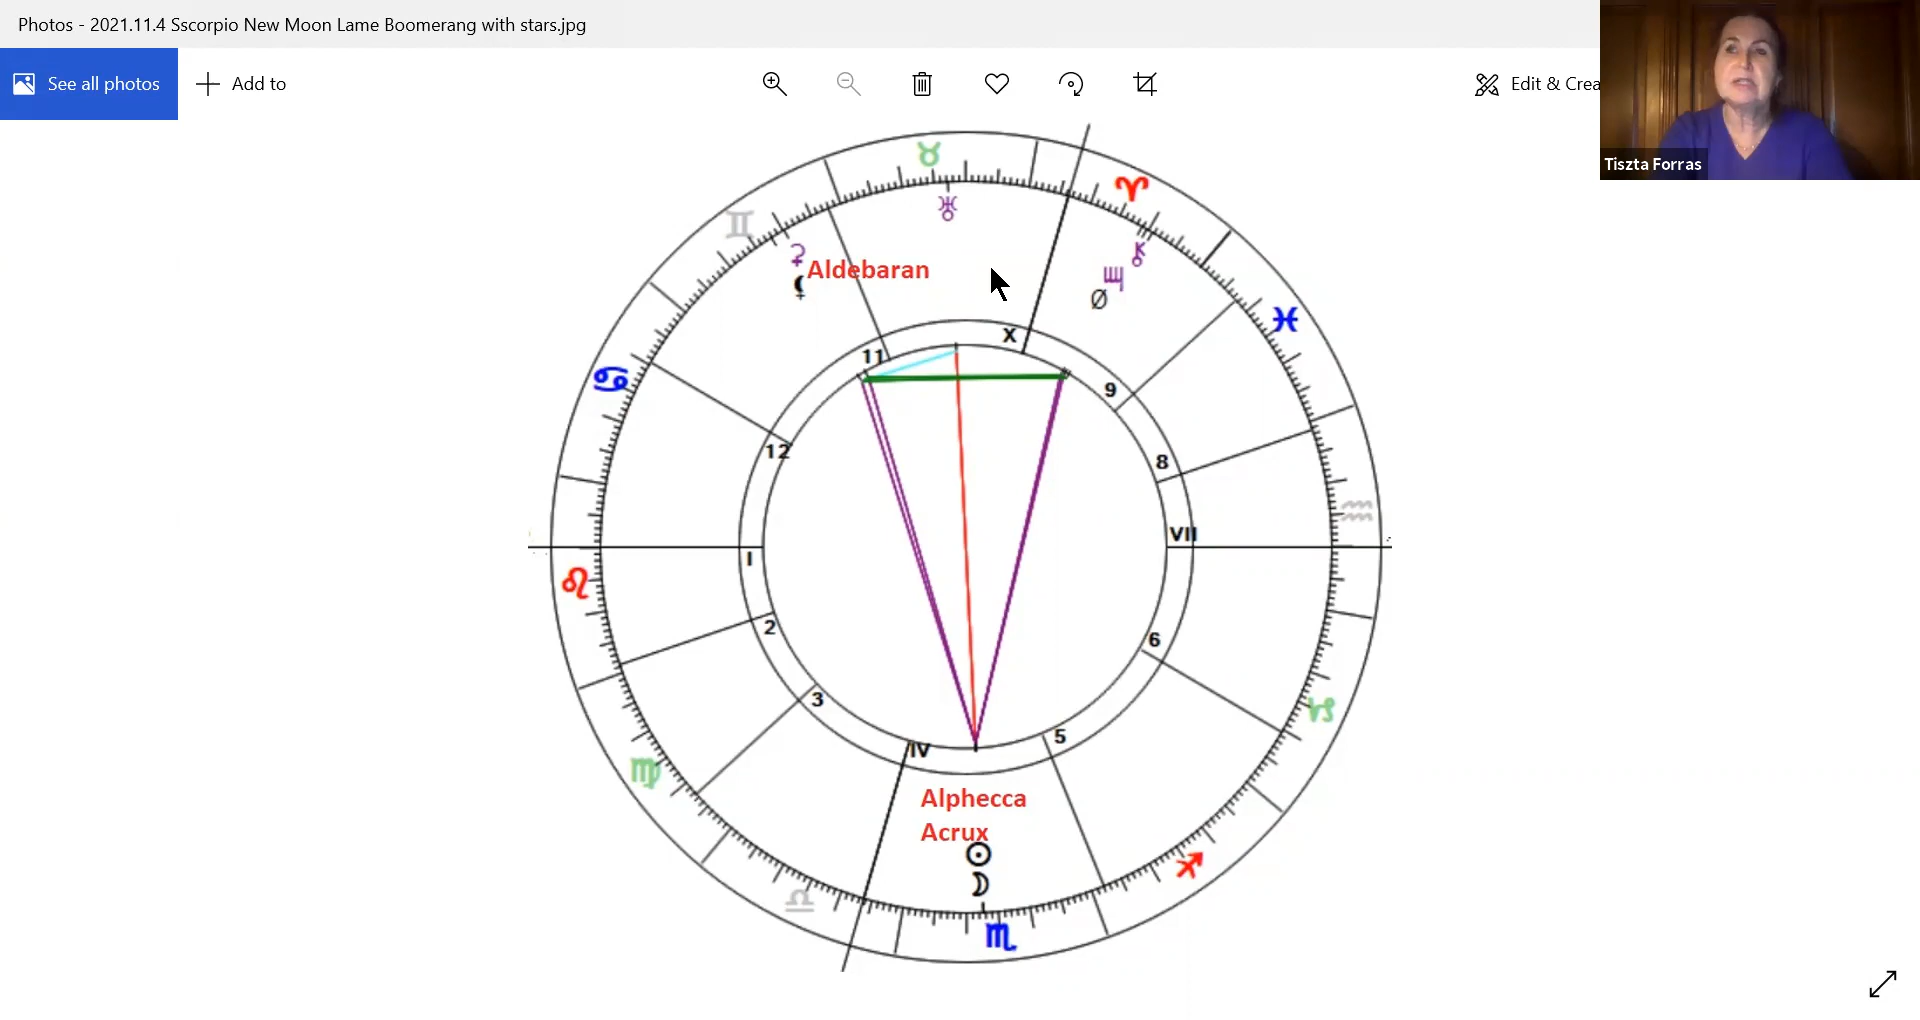 Photos - 2021.11.4 Sscorpio New Moon Lame Boomerang with stars.jpg
See all photos
Add to
Edit & Crea
Tiszta Forras
Aldebaran
X
11
9
12
8
VII
I
2
6
3
5
IV
Alphecca
Acrux